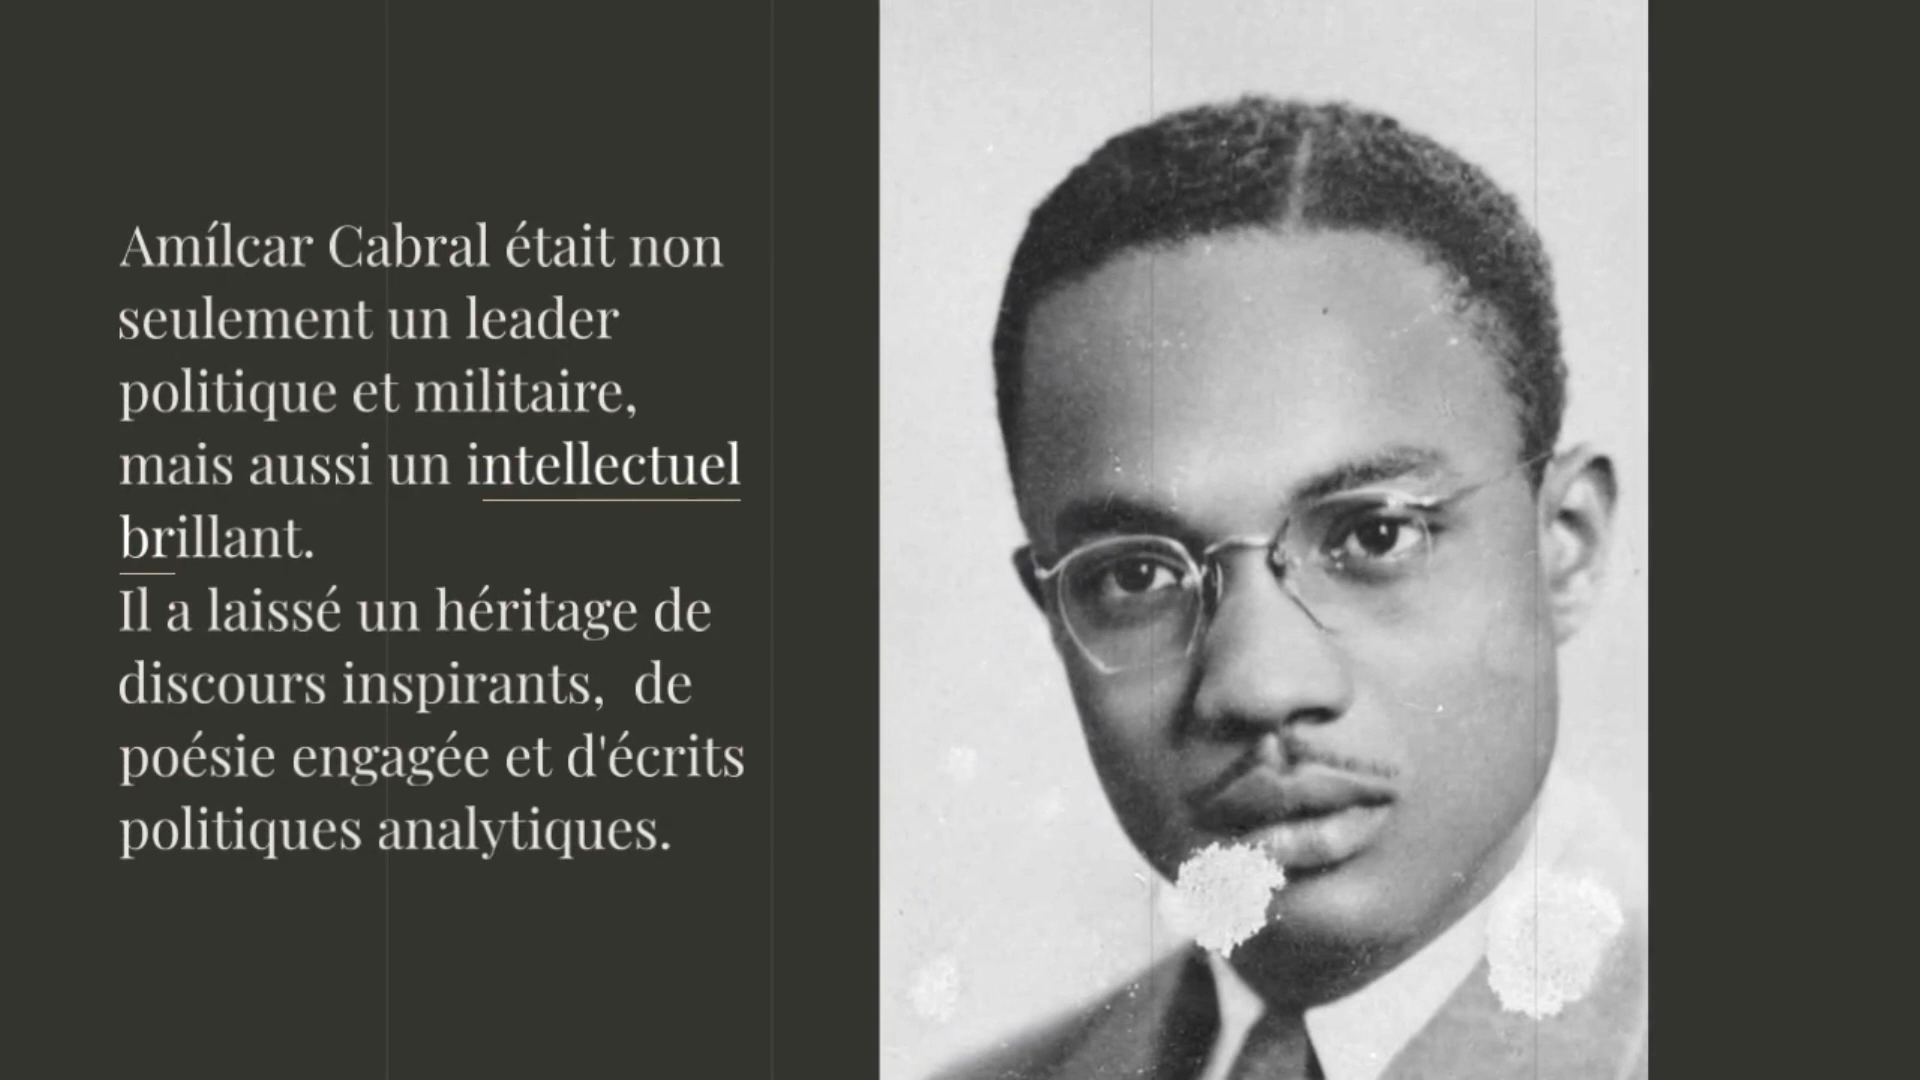 Amílcar Cabral était non
seulement un leader
politique et militaire,
mais aussi un intellectuel
brillant.
Il a laissé un héritage de
discours inspirants,  de
poésie engagée et d'écrits
politiques analytiques.